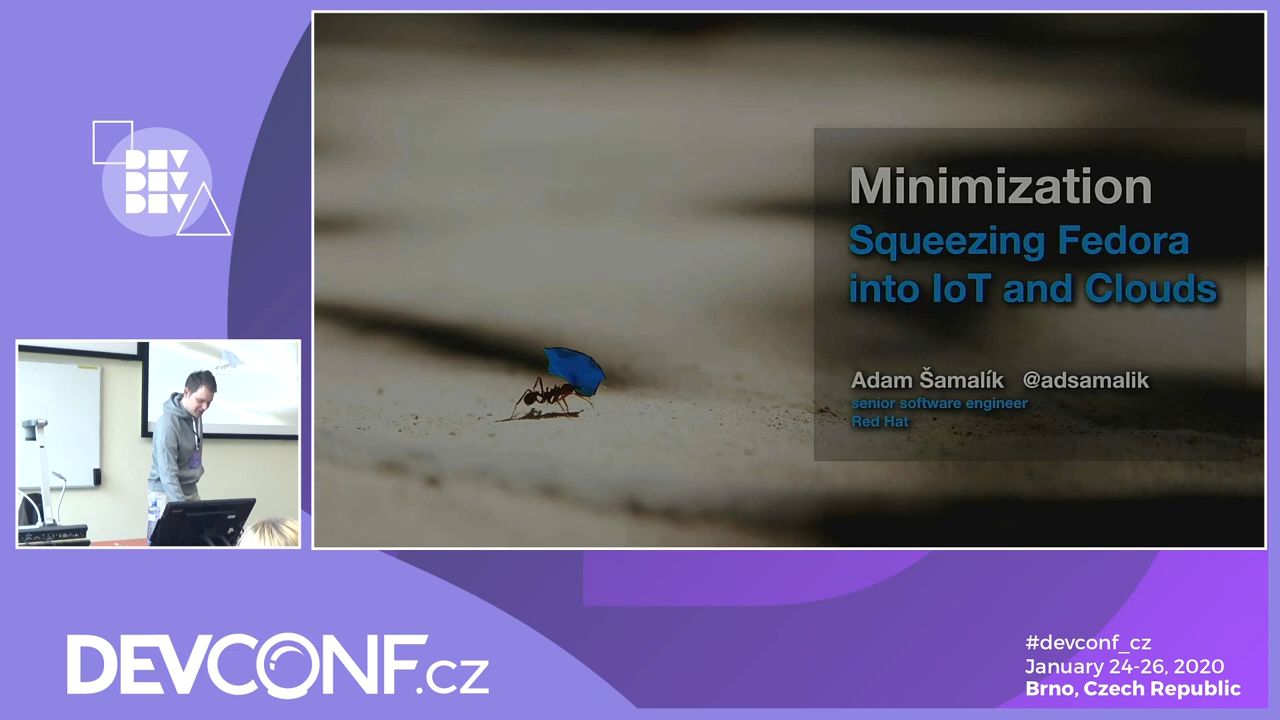 DEV
DEV
DEV
Minimization
Squeezing Fedora
into IoT and Clouds
Adam Šamalík @adsamalik
senior software engineer
Red Hat
DEVCONF.cz
#devconf_cz
January 24-26, 2020
Brno, Czech Republic